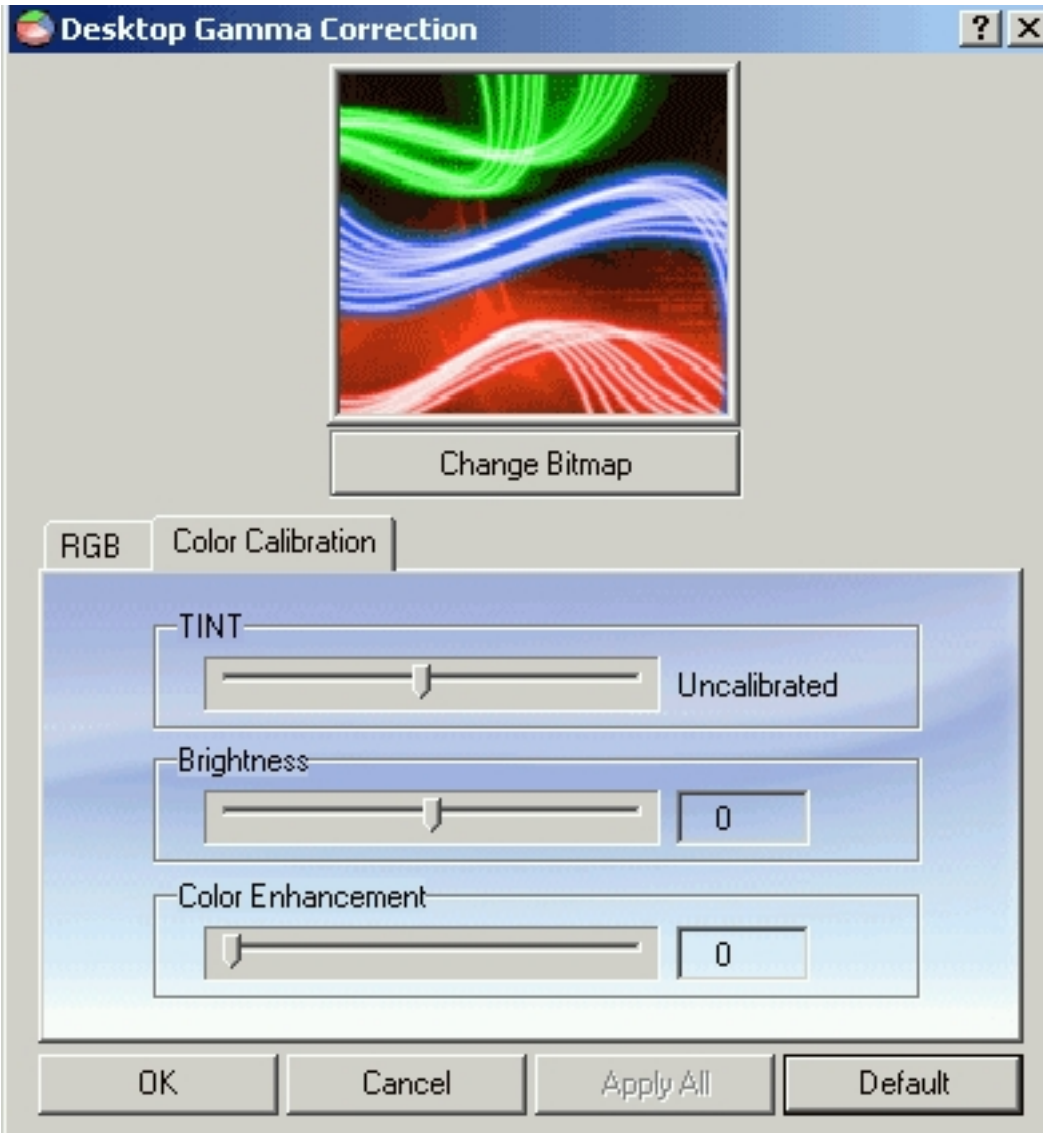 Desktop Gamma Correction
Change Bitmap
RGB
Color Calibration
TINT
Uncalibrated
Brightness
0
Color Enhancement
0
OK
Cancel
Apply All
Default